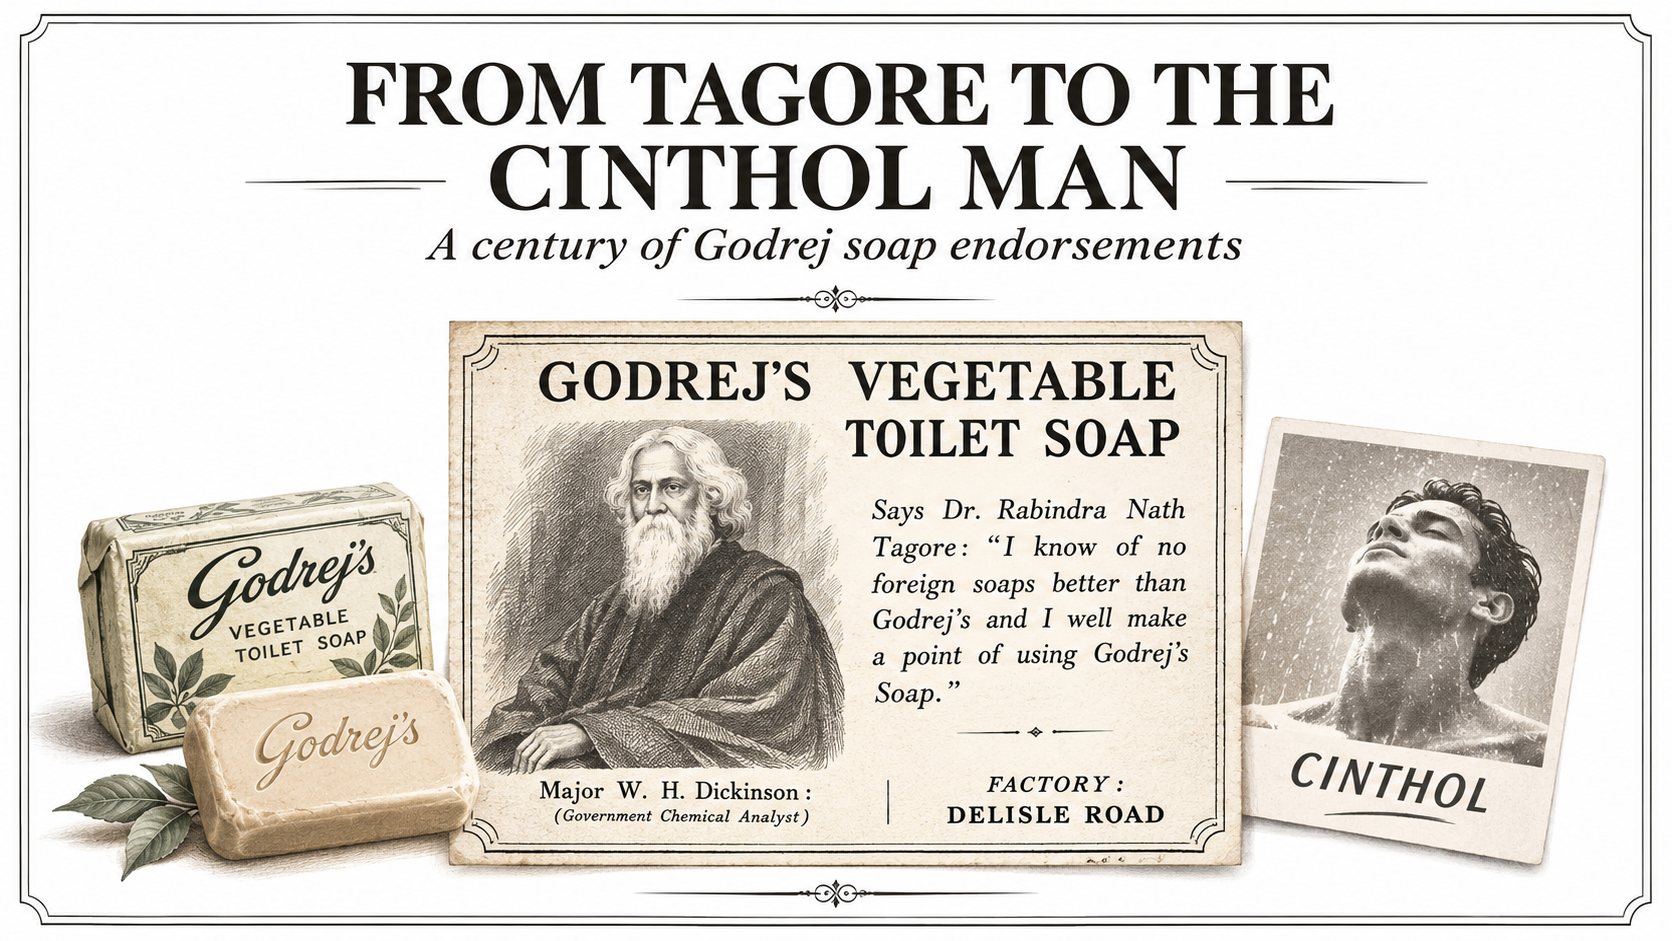 FROM TAGORE TO THE
CINTHOL MAN
A century of Godrej soap endorsements
GODREJ'S VEGETABLE
TOILET SOAP
Says Dr. Rabindra Nath
Tagore: “I know of no
foreign soaps better than
Godrej's and I well make
a point of using Godrej's
Soap.”
Major W. H. Dickinson:
(Government Chemical Analyst)
FACTORY:
DELISLE ROAD
Godrej's
VEGETABLE
TOILET SOAP
Godrej's
CINTHOL